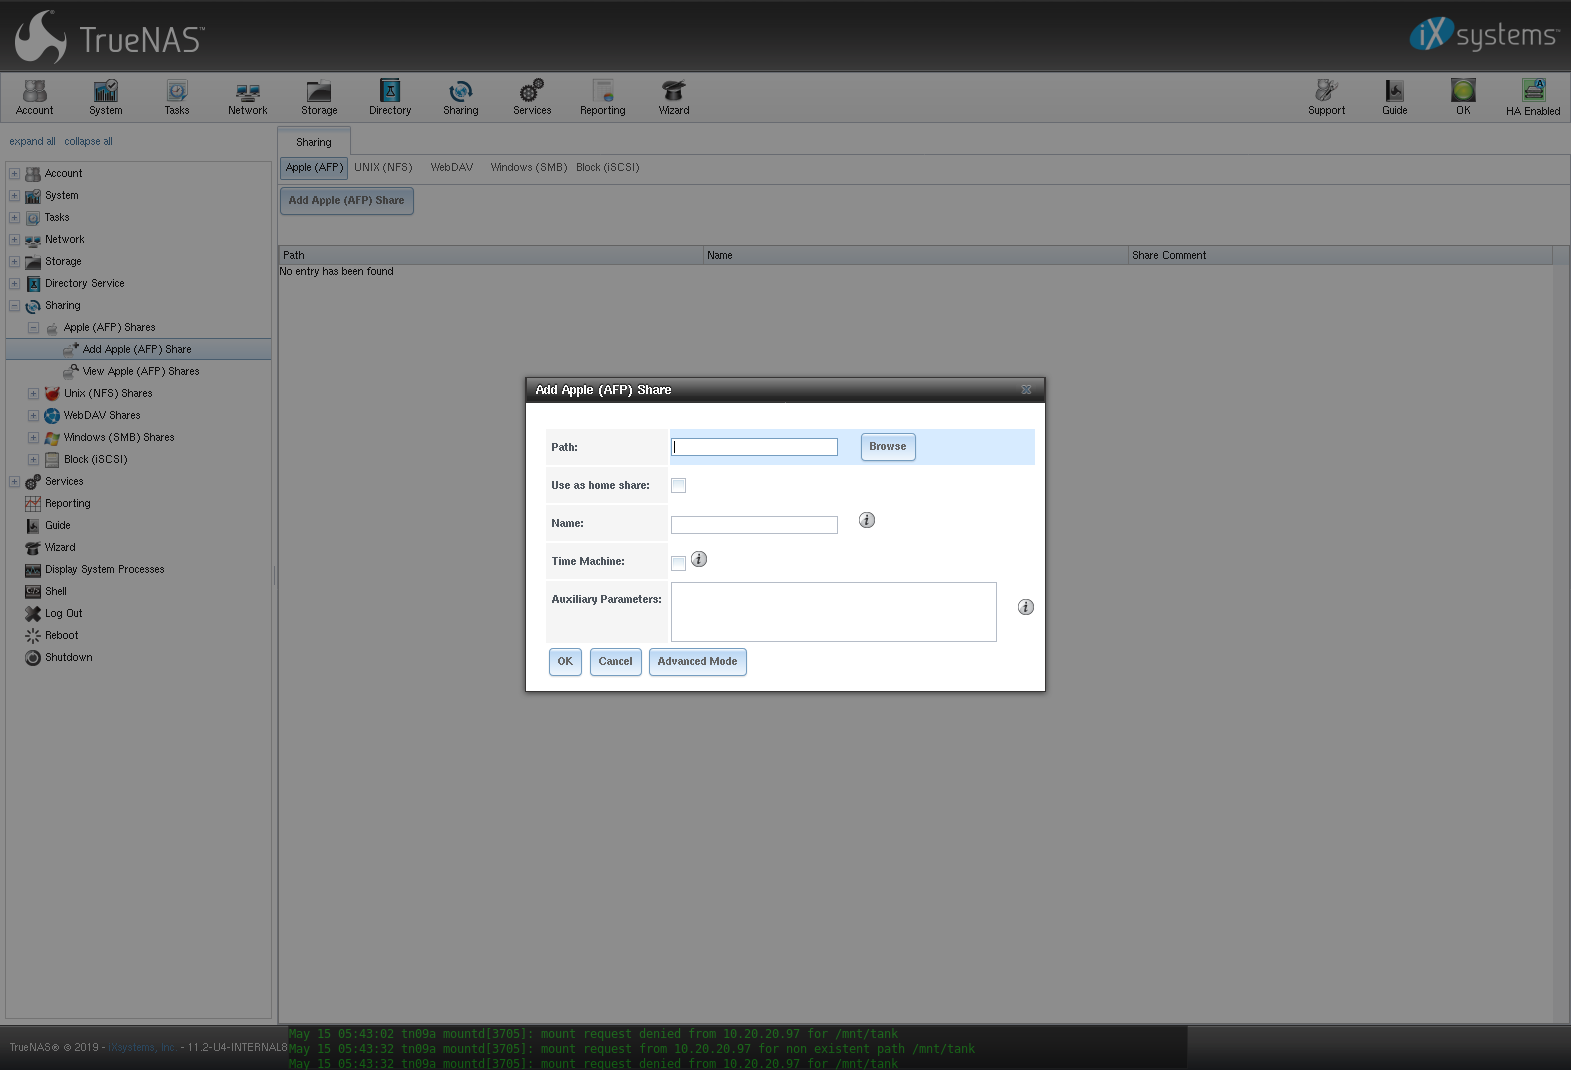 TrueNAS™
iXsystems™
Account
System
Tasks
Network
Storage
Directory
Sharing
Services
Reporting
Wizard
Support
Guide
OK
HA Enabled
expand all collapse all
Account
System
Tasks
Network
Storage
Directory Service
Sharing
Apple (AFP) Shares
Add Apple (AFP) Share
View Apple (AFP) Shares
Unix (NFS) Shares
WebDAV Shares
Windows (SMB) Shares
Block (iSCSI)
Services
Reporting
Guide
Wizard
Display System Processes
Shell
Log Out
Reboot
Shutdown
Sharing
Apple (AFP) UNIX (NFS) WebDAV Windows (SMB) Block (iSCSI)
Add Apple (AFP) Share
Path Name Share Comment
No entry has been found
Add Apple (AFP) Share
Path: Browse
Use as home share:
Name:
Time Machine:
Auxiliary Parameters:
OK Cancel Advanced Mode
TrueNAS® © 2019 - iXsystems, Inc. - 11.2-U4-INTERNAL8
May 15 05:43:02 tn09a mountd[3705]: mount request denied from 10.20.20.97 for /mnt/tank
May 15 05:43:32 tn09a mountd[3705]: mount request from 10.20.20.97 for non existent path /mnt/tank
May 15 05:43:32 tn09a mountd[3705]: mount request denied from 10.20.20.97 for /mnt/tank